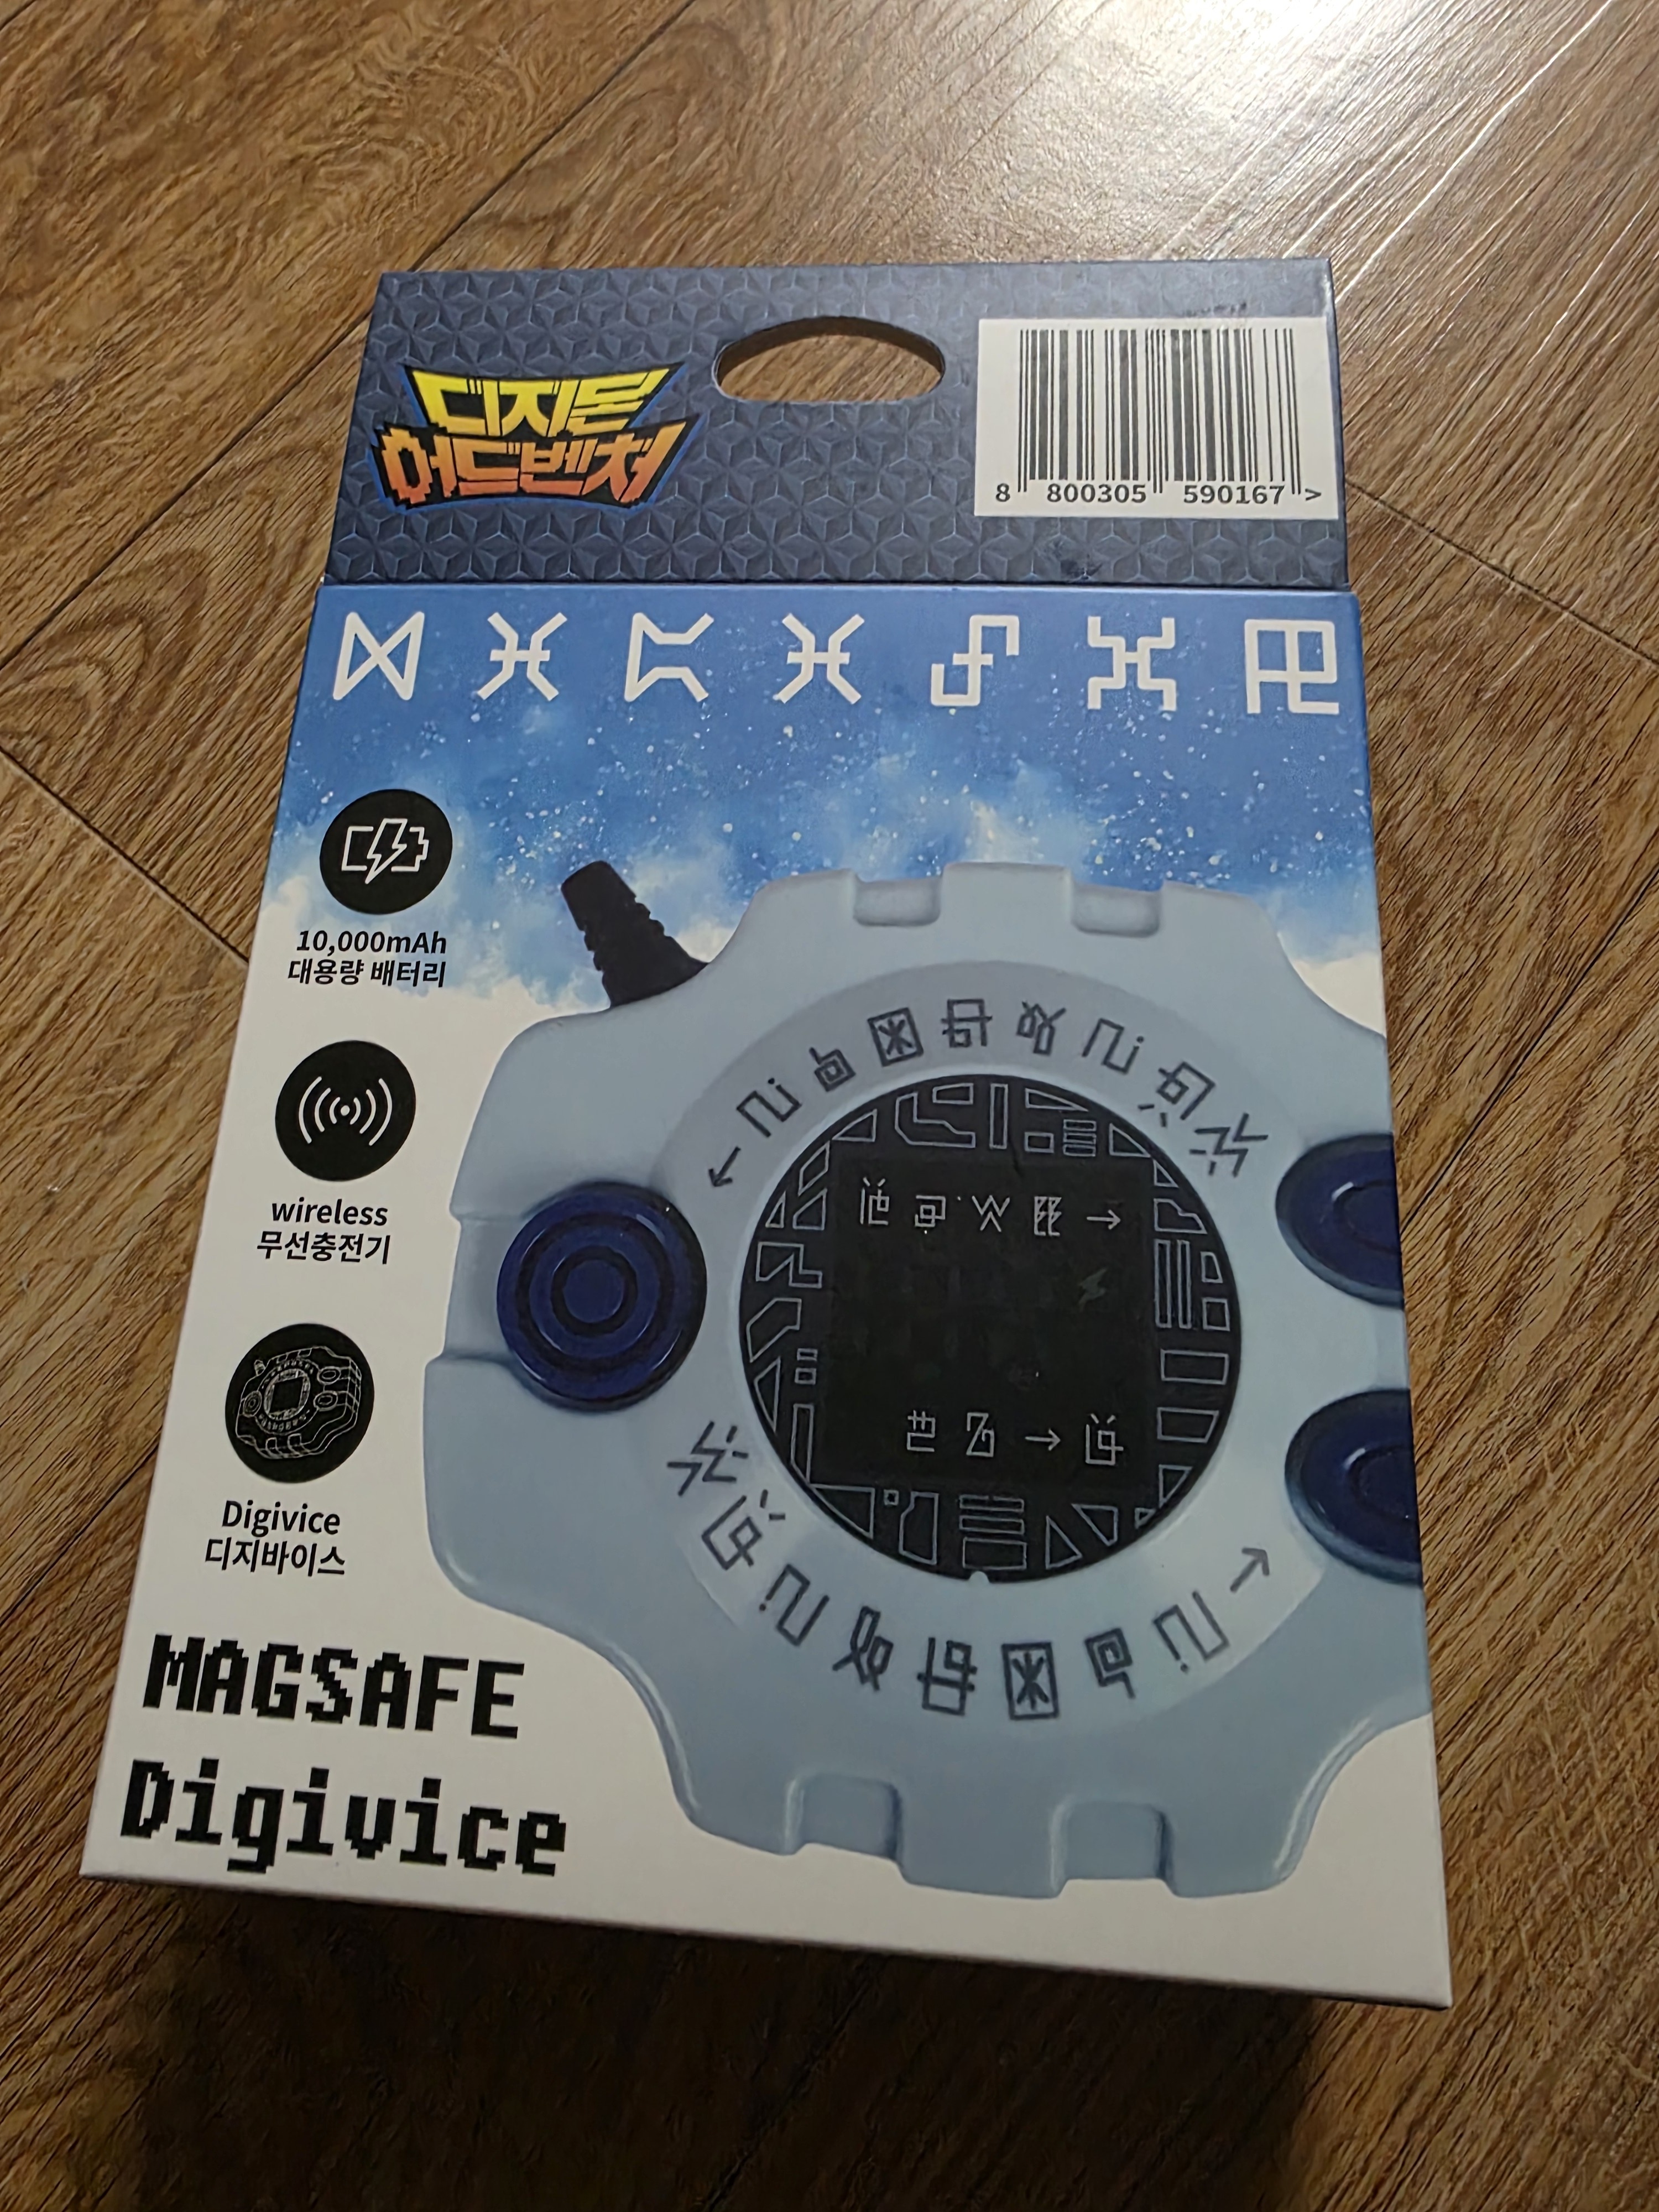 디지몬
어드벤처
8 800305 590167 >
10,000mAh
대용량 배터리
wireless
무선충전기
Digivice
디지바이스
MAGSAFE
Digivice